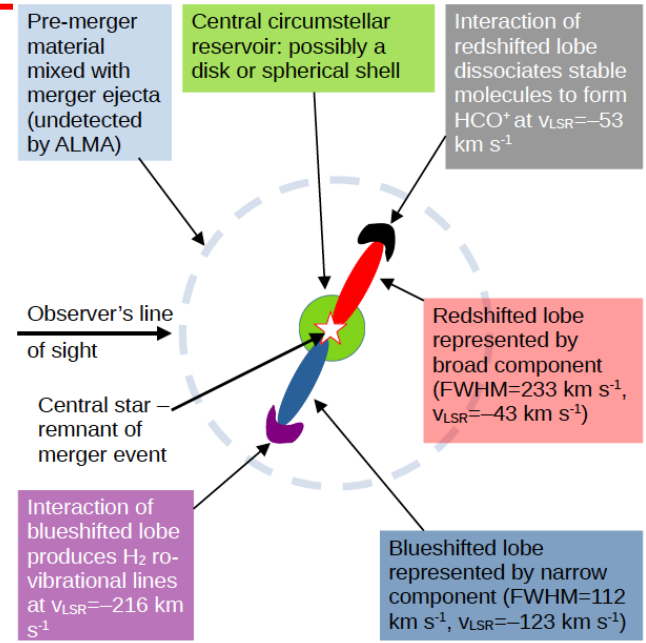 Pre-merger
material
mixed with
merger ejecta
(undetected
by ALMA)
Central circumstellar
reservoir: possibly a
disk or spherical shell
Interaction of
redshifted lobe
dissociates stable
molecules to form
HCO⁺ at vLSR=–53
km s⁻¹
Observer’s line
of sight
Central star –
remnant of
merger event
Redshifted lobe
represented by
broad component
(FWHM=233 km s⁻¹,
vLSR=–43 km s⁻¹)
Interaction of
blueshifted lobe
produces H₂ ro-
vibrational lines
at vLSR=–216 km
s⁻¹
Blueshifted lobe
represented by narrow
component (FWHM=112
km s⁻¹, vLSR=–123 km s⁻¹)